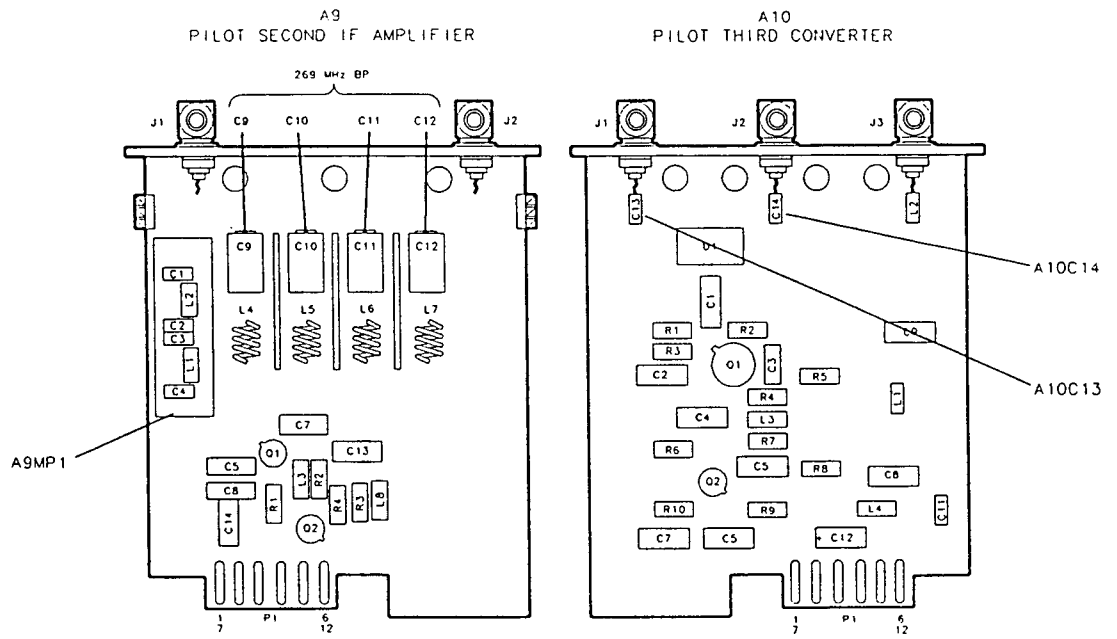 A9
PILOT SECOND IF AMPLIFIER
269 MHz BP
J1
C9
C10
C11
C12
J2
C9
C10
C11
C12
C1
L2
C2
C3
L1
C4
L4
L5
L6
L7
A9MP1
C7
Q1
C13
C5
C8
C14
R1
L3
R2
R4
R3
L8
Q2
1
7
P1
6
12
A10
PILOT THIRD CONVERTER
J1
J2
J3
C13
C14
L2
A10C14
A10C13
U1
C1
R1
R2
R3
Q1
C2
C3
R5
C9
L1
R4
C4
L3
R7
R6
C5
R8
C8
Q2
R10
R9
L4
C11
C7
C5
C12
1
7
P1
6
12